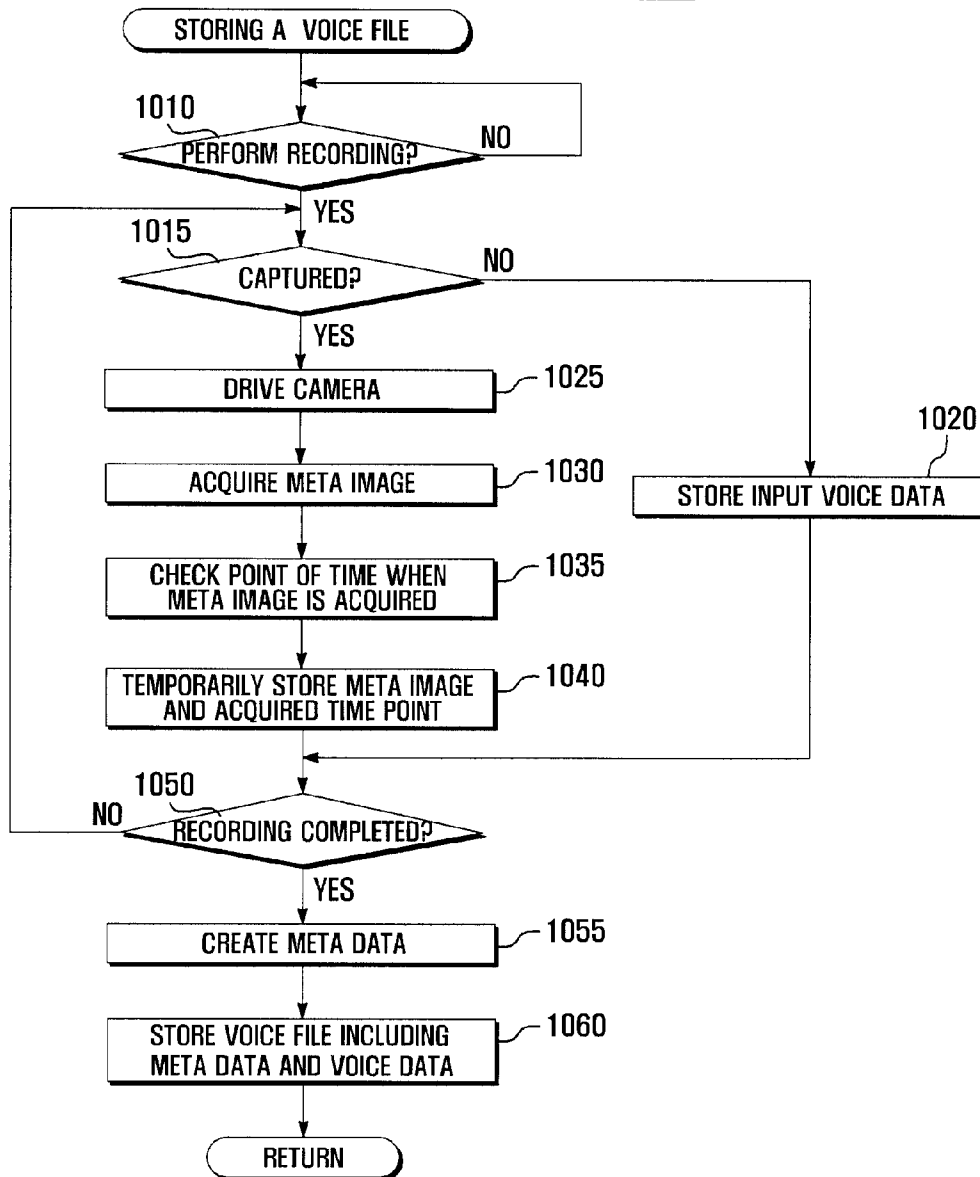 STORING A VOICE FILE
1010
PERFORM RECORDING?
NO
YES
1015
CAPTURED?
NO
YES
DRIVE CAMERA
1025
1020
ACQUIRE META IMAGE
1030
STORE INPUT VOICE DATA
CHECK POINT OF TIME WHEN
META IMAGE IS ACQUIRED
1035
TEMPORARILY STORE META IMAGE
AND ACQUIRED TIME POINT
1040
1050
NO
RECORDING COMPLETED?
YES
CREATE META DATA
1055
STORE VOICE FILE INCLUDING
META DATA AND VOICE DATA
1060
RETURN